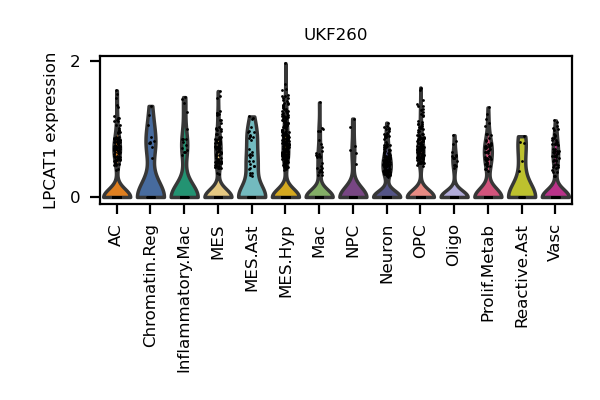 UKF260
LPCAT1 expression
2
0
AC
Chromatin.Reg
Inflammatory.Mac
MES
MES.Ast
MES.Hyp
Mac
NPC
Neuron
OPC
Oligo
Prolif.Metab
Reactive.Ast
Vasc